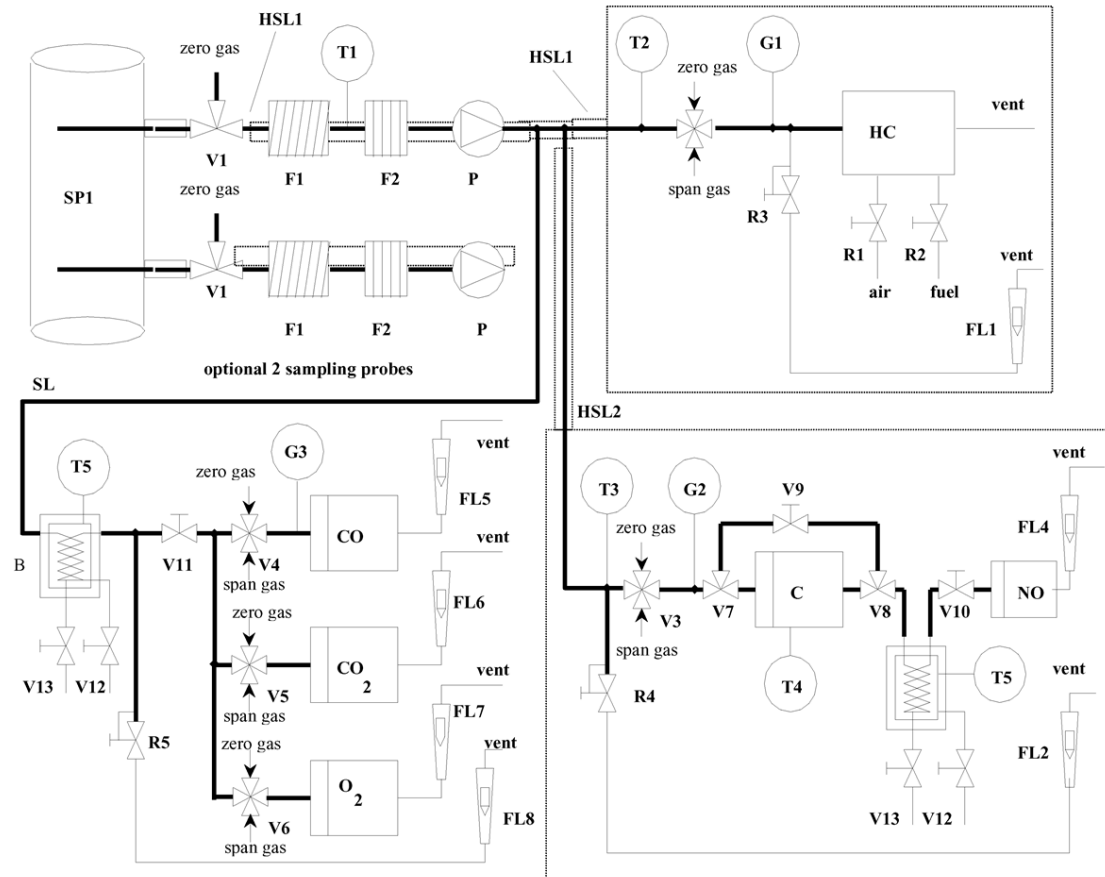 HSL1
zero gas
T1
V1
F1
F2
P
SP1
zero gas
V1
F1
F2
P
optional 2 sampling probes
HSL1
T2
zero gas
span gas
G1
HC
vent
R3
R1
R2
air
fuel
vent
FL1
SL
HSL2
T5
B
V13
V12
V11
R5
zero gas
V4
span gas
G3
CO
vent
FL5
zero gas
V5
span gas
CO
2
vent
FL6
zero gas
V6
span gas
O
2
vent
FL7
vent
FL8
T3
zero gas
V3
span gas
G2
V9
V7
C
V8
T4
R4
V10
NO
vent
FL4
T5
V13
V12
vent
FL2